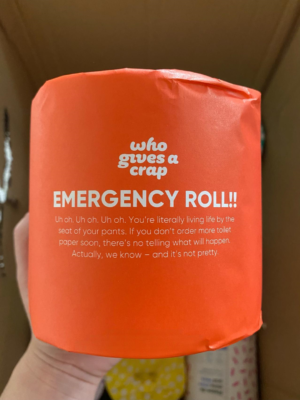 who
gives a
crap
EMERGENCY ROLL!!
Uh oh. Uh oh. Uh oh. You're literally living life by the
seat of your pants. If you don't order more toilet
paper soon, there's no telling what will happen.
Actually, we know – and it's not pretty.